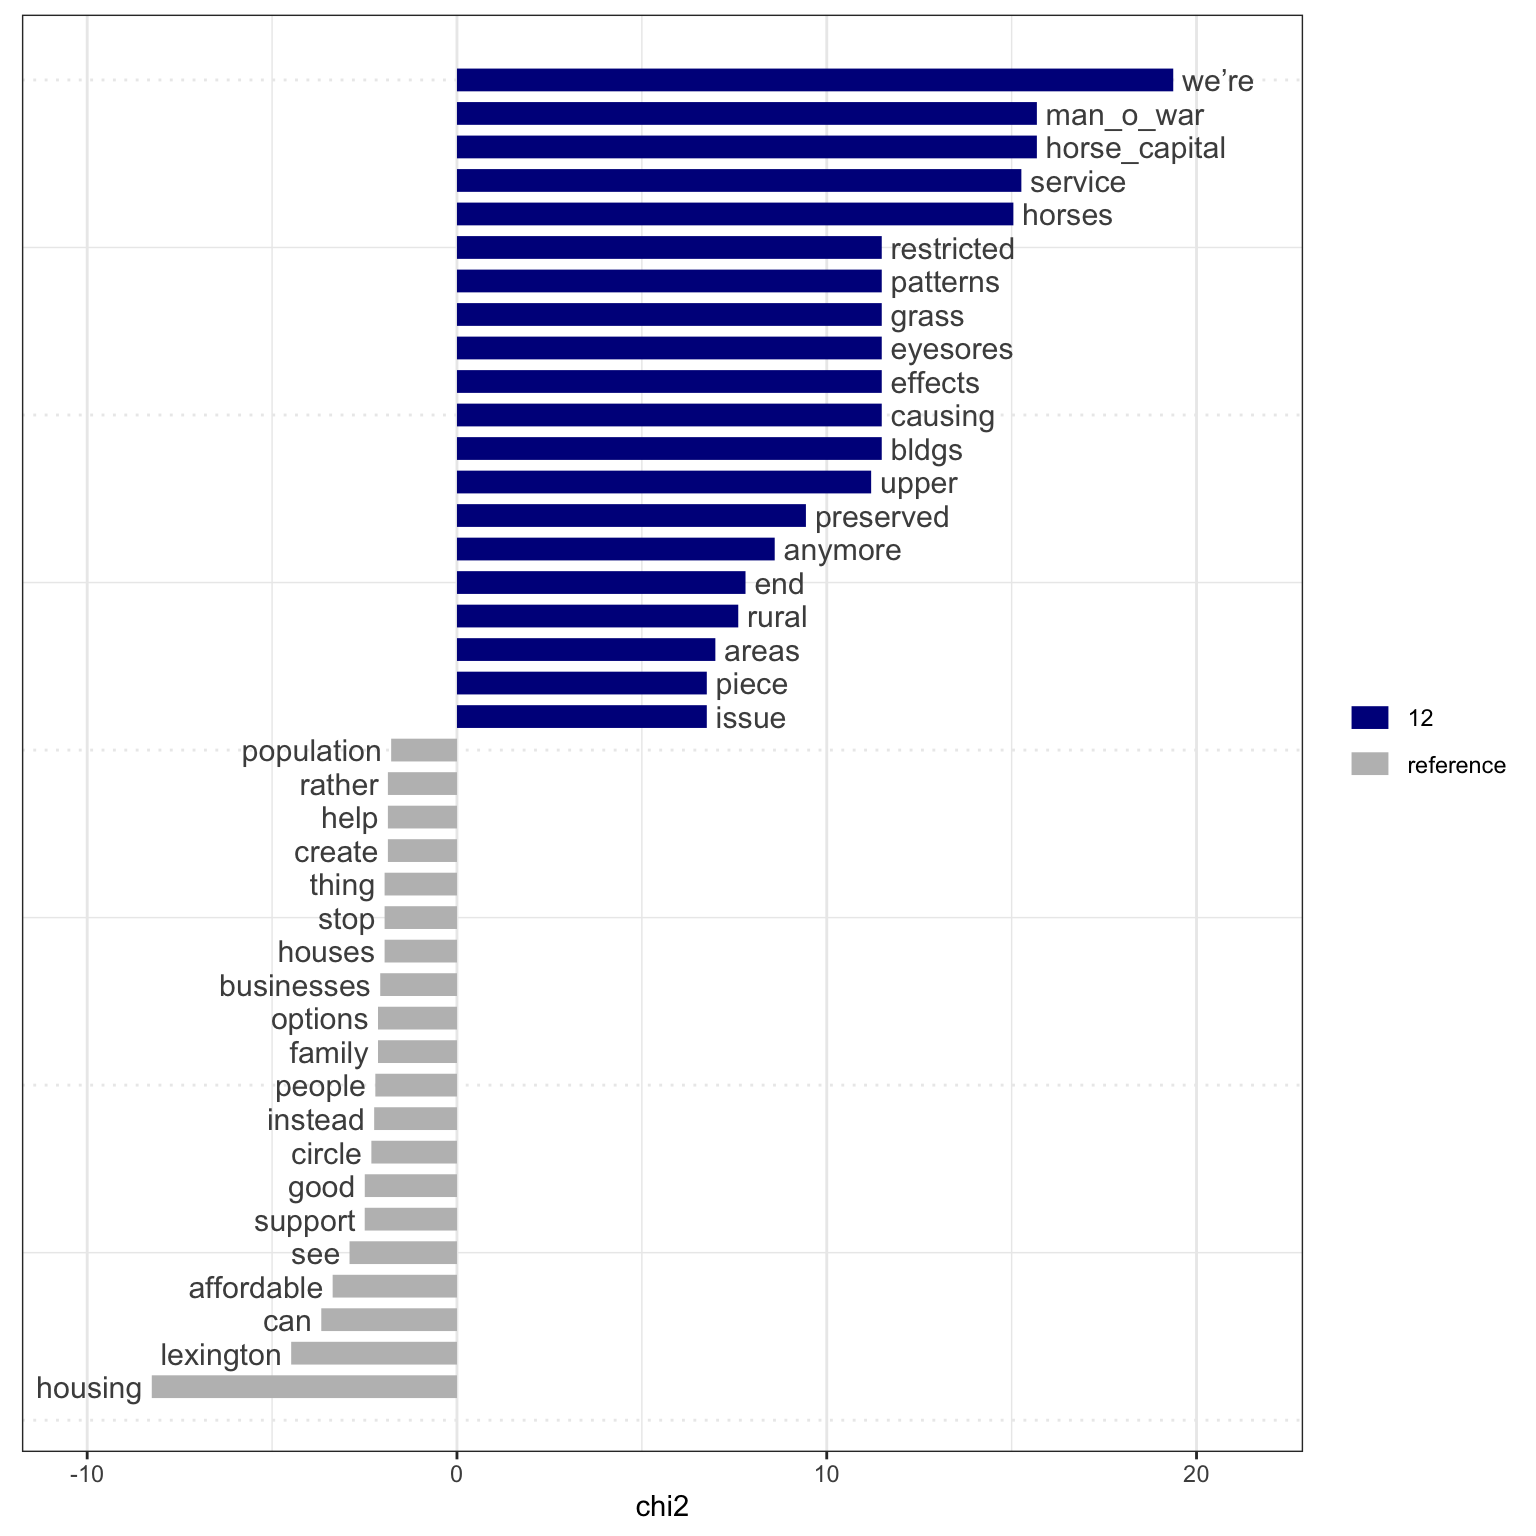 we’re
man_o_war
horse_capital
service
horses
restricted
patterns
grass
eyesores
effects
causing
bldgs
upper
preserved
anymore
end
rural
areas
piece
issue
population
rather
help
create
thing
stop
houses
businesses
options
family
people
instead
circle
good
support
see
affordable
can
lexington
housing
-10 0 10 20
chi2
12
reference